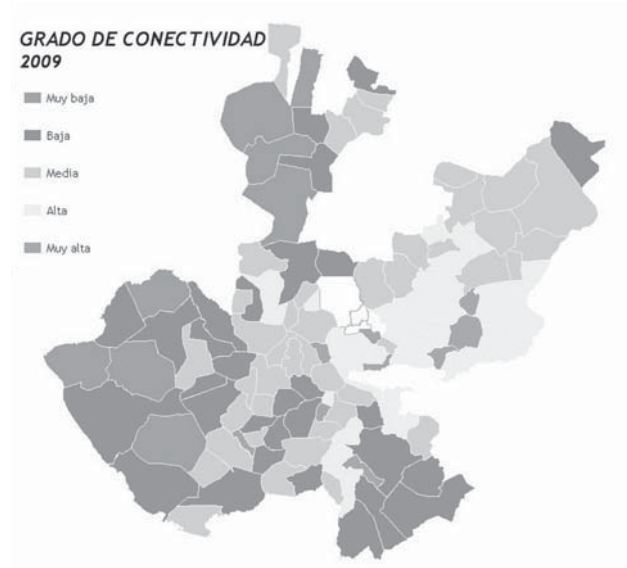 GRADO DE CONECTIVIDAD
2009
Muy baja
Baja
Media
Alta
Muy alta